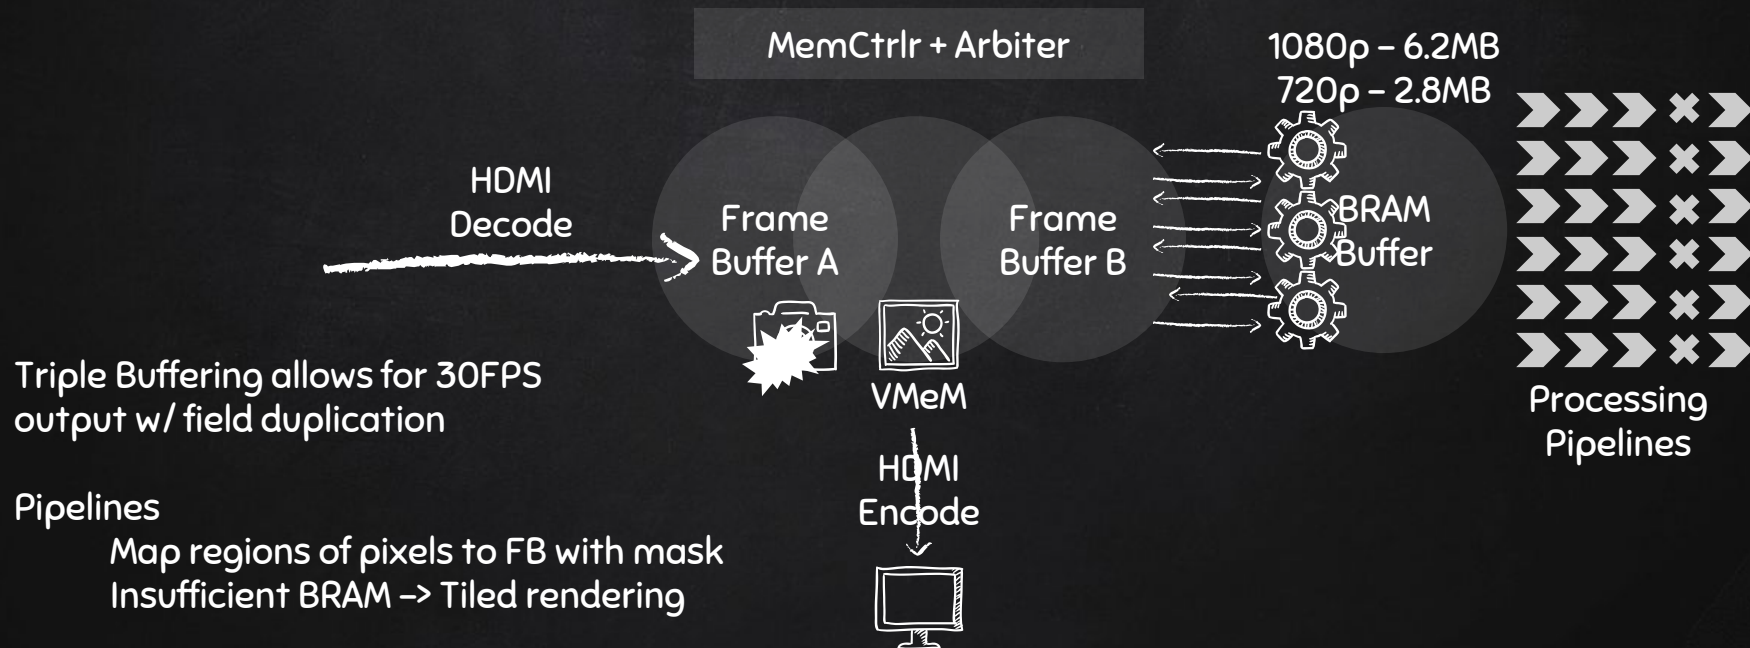 MemCtrlr + Arbiter
1080p – 6.2MB
720p – 2.8MB
HDMI
Decode
Frame
Buffer A
Frame
Buffer B
BRAM
Buffer
VMeM
HDMI
Encode
Processing
Pipelines
Triple Buffering allows for 30FPS
output w/ field duplication
Pipelines
Map regions of pixels to FB with mask
Insufficient BRAM –> Tiled rendering